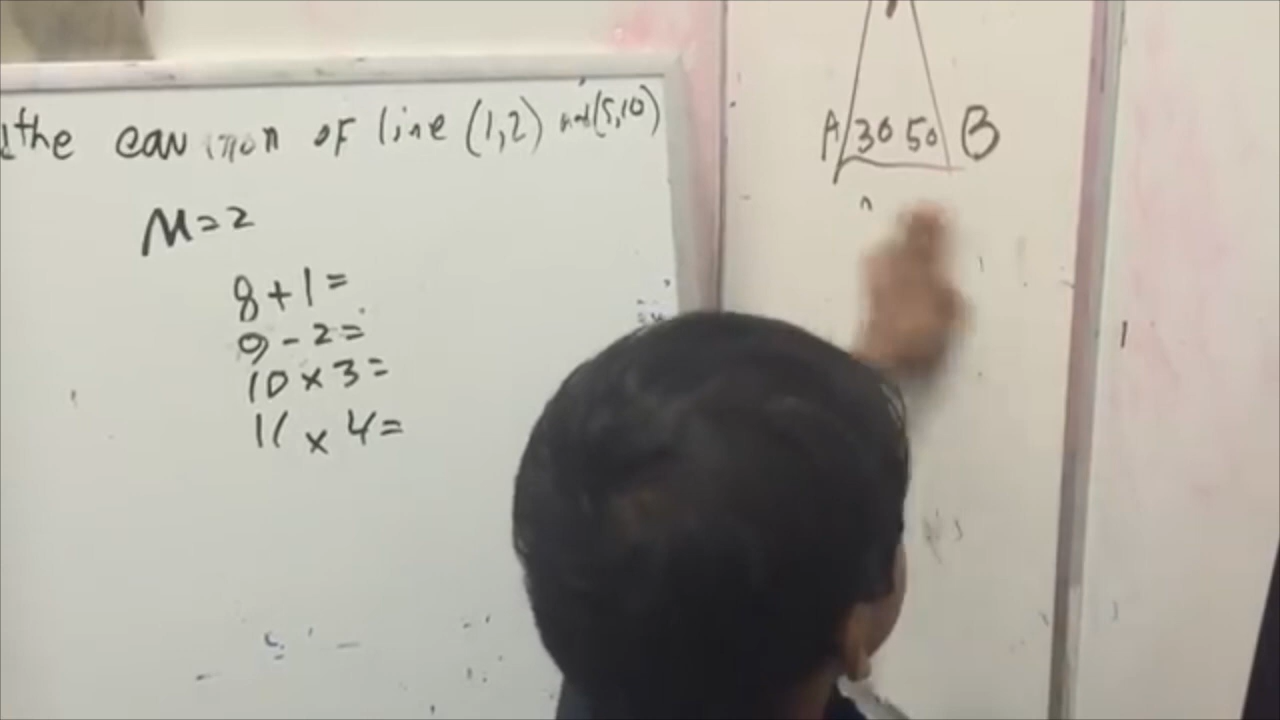 the of line (1,2) and (5,10)
M=2
8+1=
9-2=
10×3=
11×4=
A 30 50 B